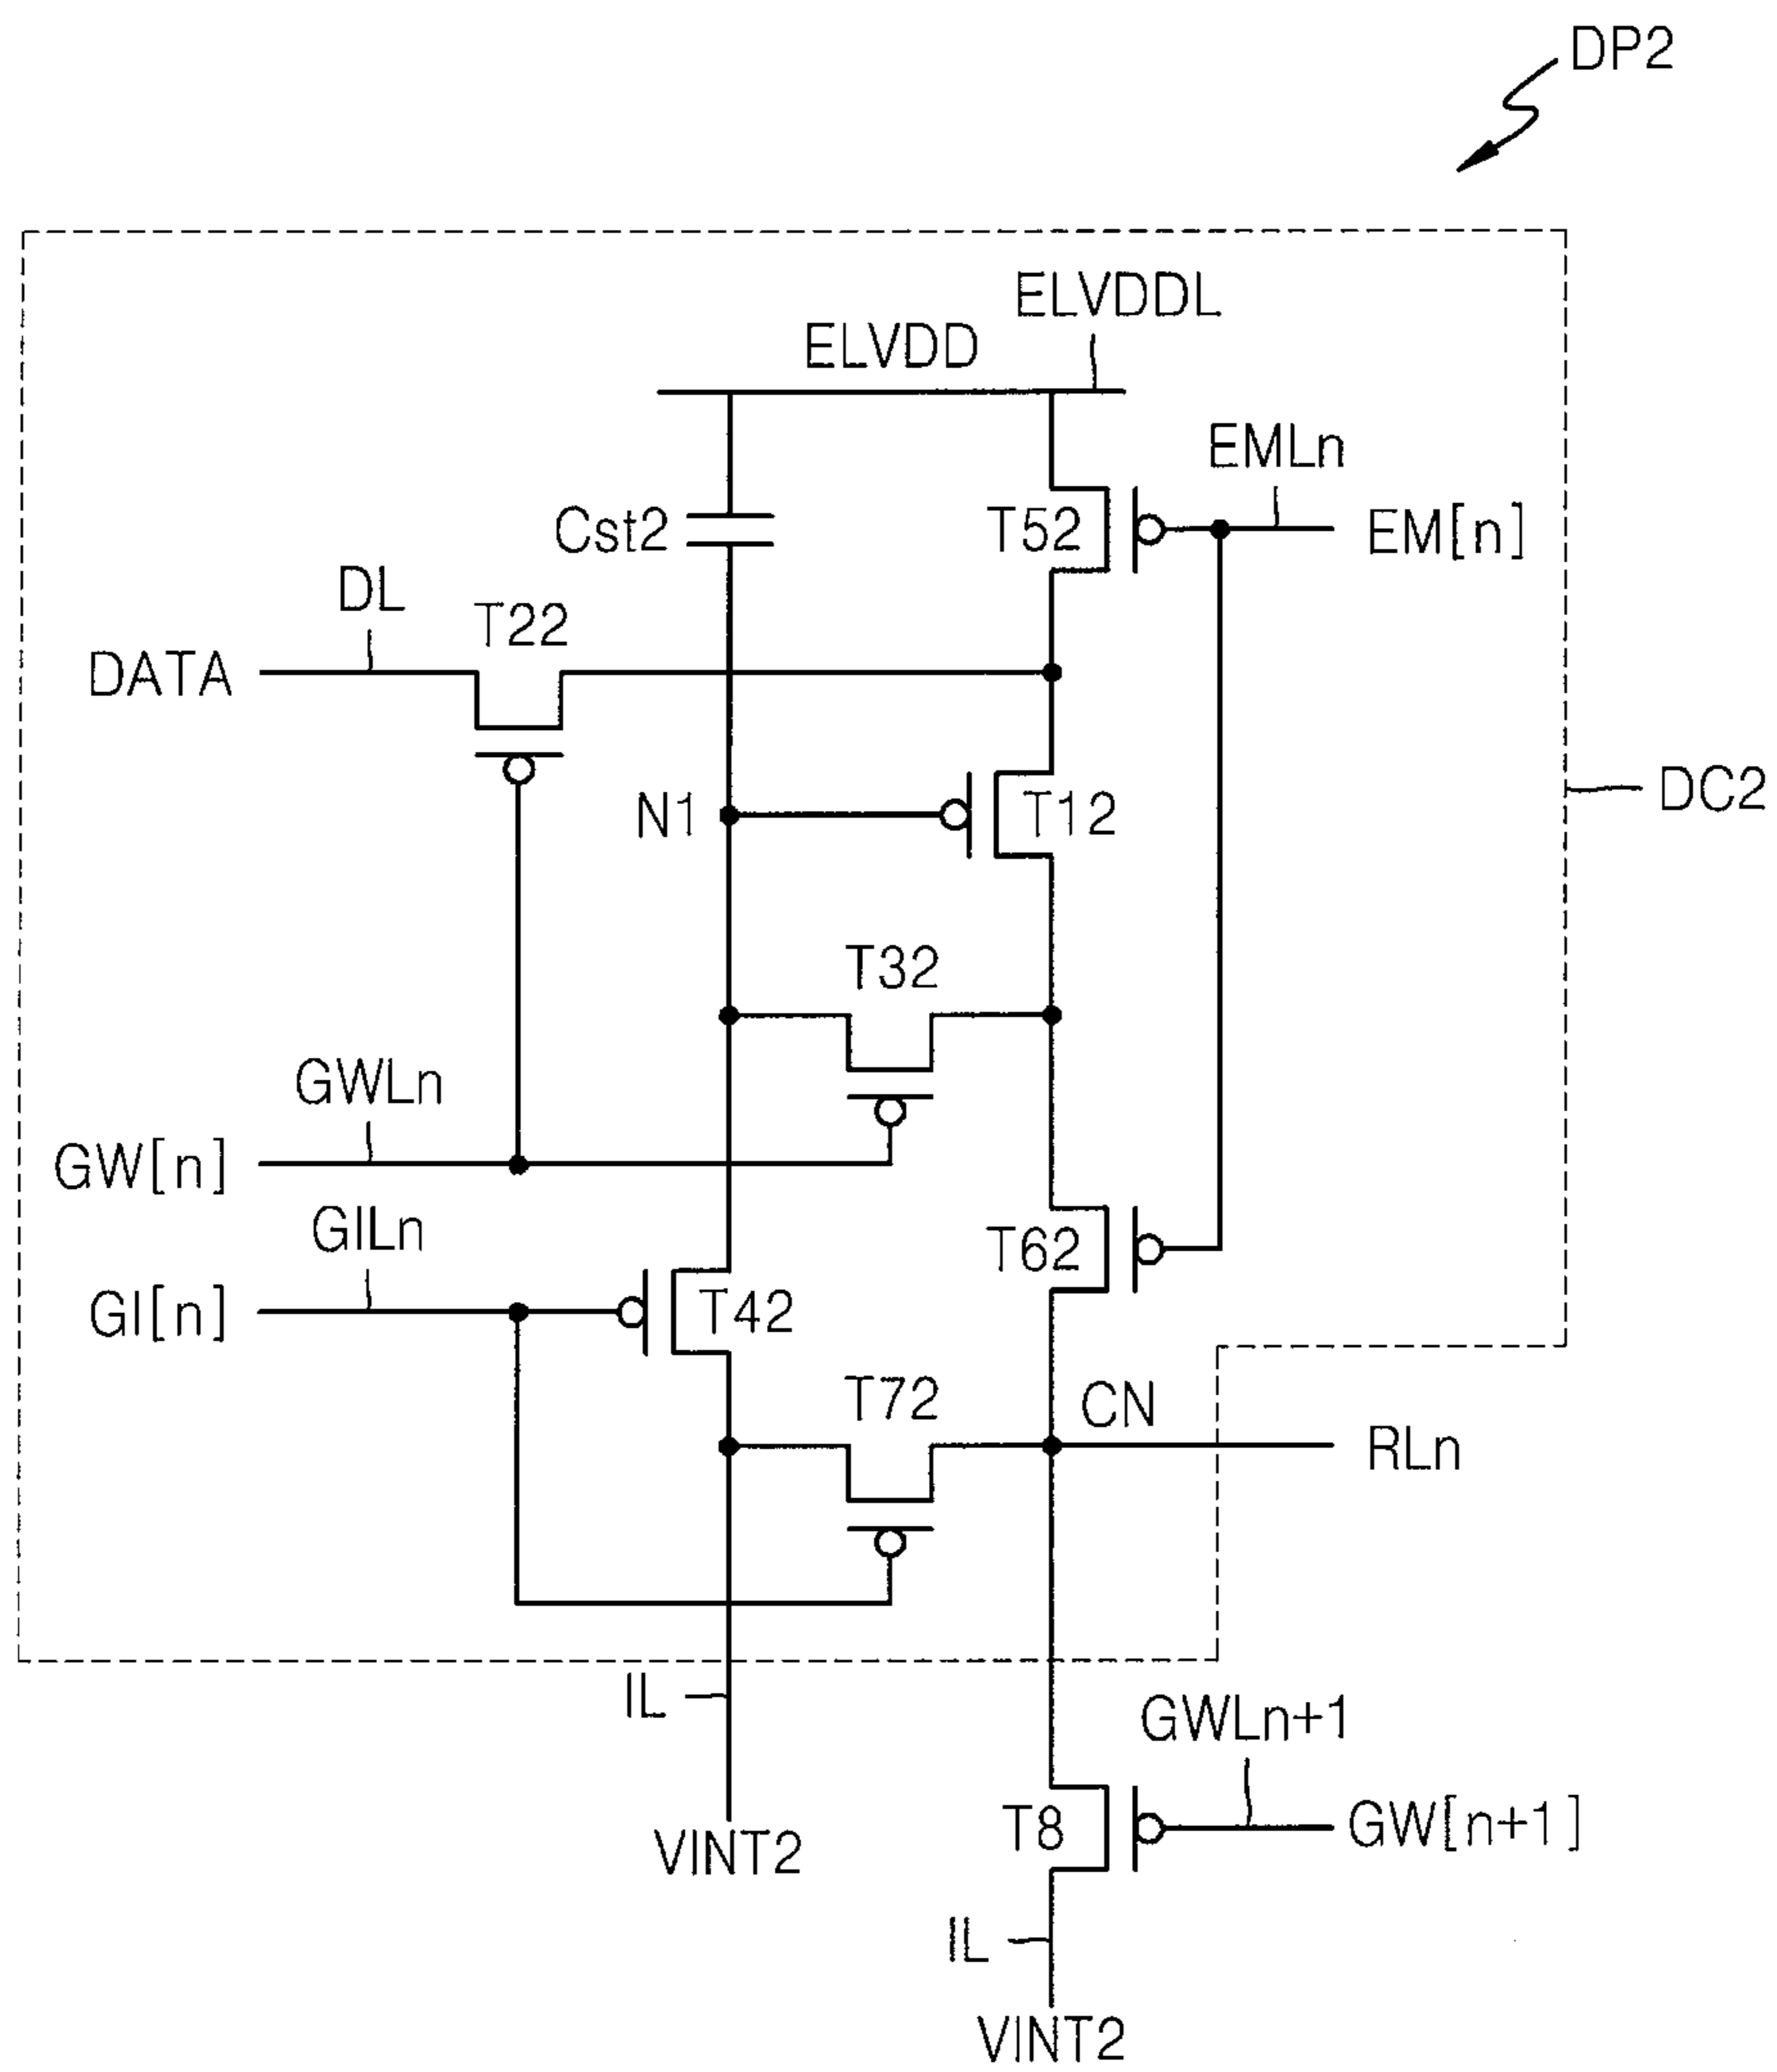 DP2
ELVDDL
ELVDD
EMLn
Cst2
T52
EM[n]
DL
T22
DATA
N1
T12
DC2
T32
GWLn
GW[n]
GILn
T62
GI[n]
T42
T72
CN
RLn
IL
GWLn+1
T8
GW[n+1]
VINT2
IL
VINT2